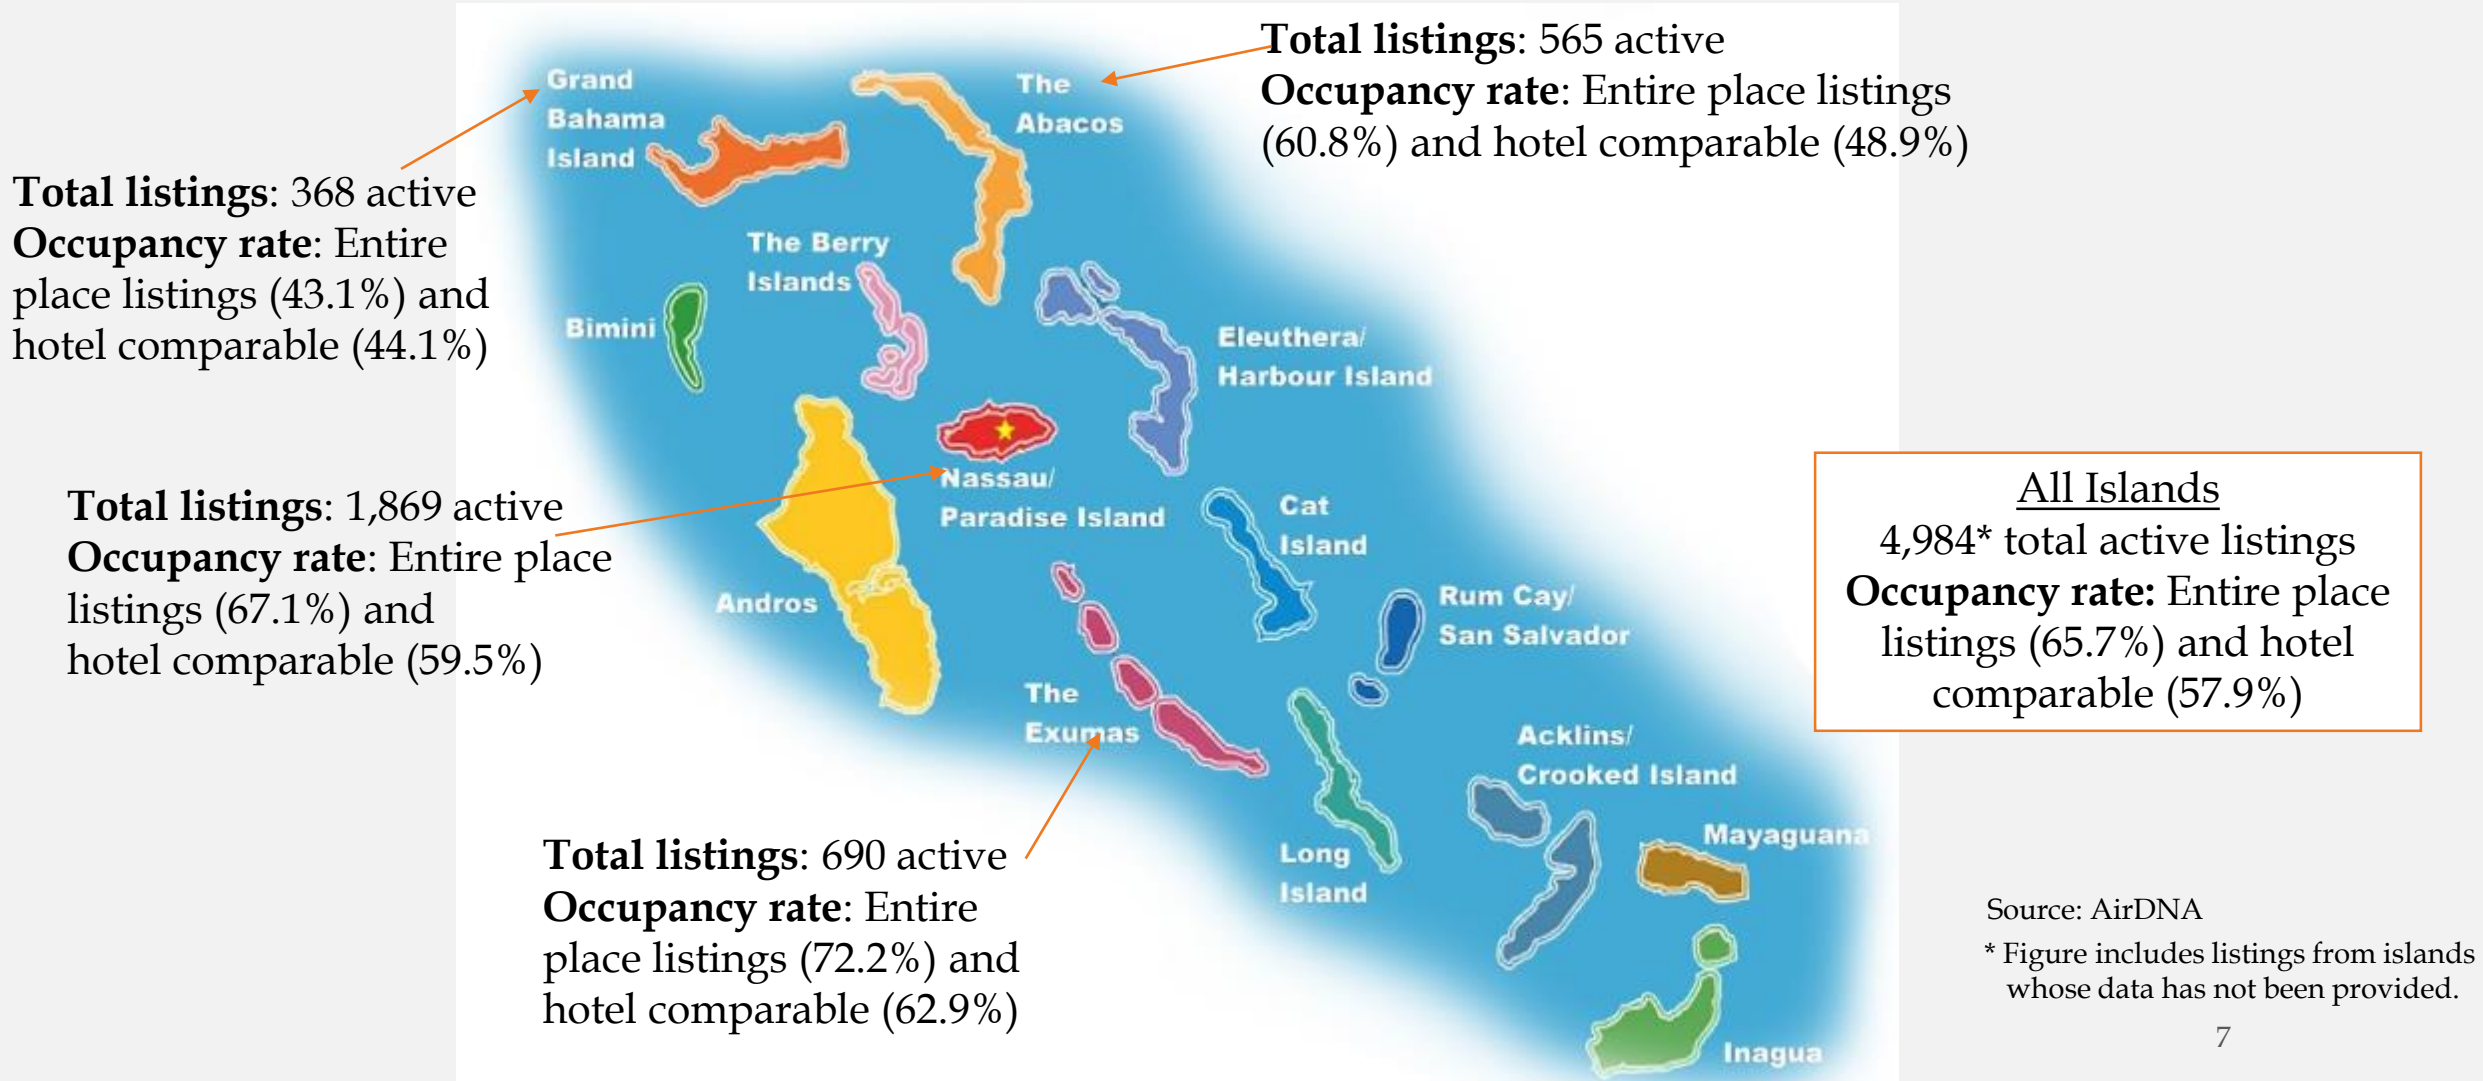 Total listings: 565 active
Occupancy rate: Entire place listings
(60.8%) and hotel comparable (48.9%)
Grand
Bahama
Island
The
Abacos
Total listings: 368 active
Occupancy rate: Entire
place listings (43.1%) and
hotel comparable (44.1%)
The Berry
Islands
Bimini
Eleuthera/
Harbour Island
Nassau/
Paradise Island
Total listings: 1,869 active
Occupancy rate: Entire place
listings (67.1%) and
hotel comparable (59.5%)
Andros
Cat
Island
Rum Cay/
San Salvador
All Islands
4,984* total active listings
Occupancy rate: Entire place
listings (65.7%) and hotel
comparable (57.9%)
The
Exumas
Acklins/
Crooked Island
Total listings: 690 active
Occupancy rate: Entire
place listings (72.2%) and
hotel comparable (62.9%)
Long
Island
Mayaguana
Inagua
Source: AirDNA
* Figure includes listings from islands
whose data has not been provided.
7